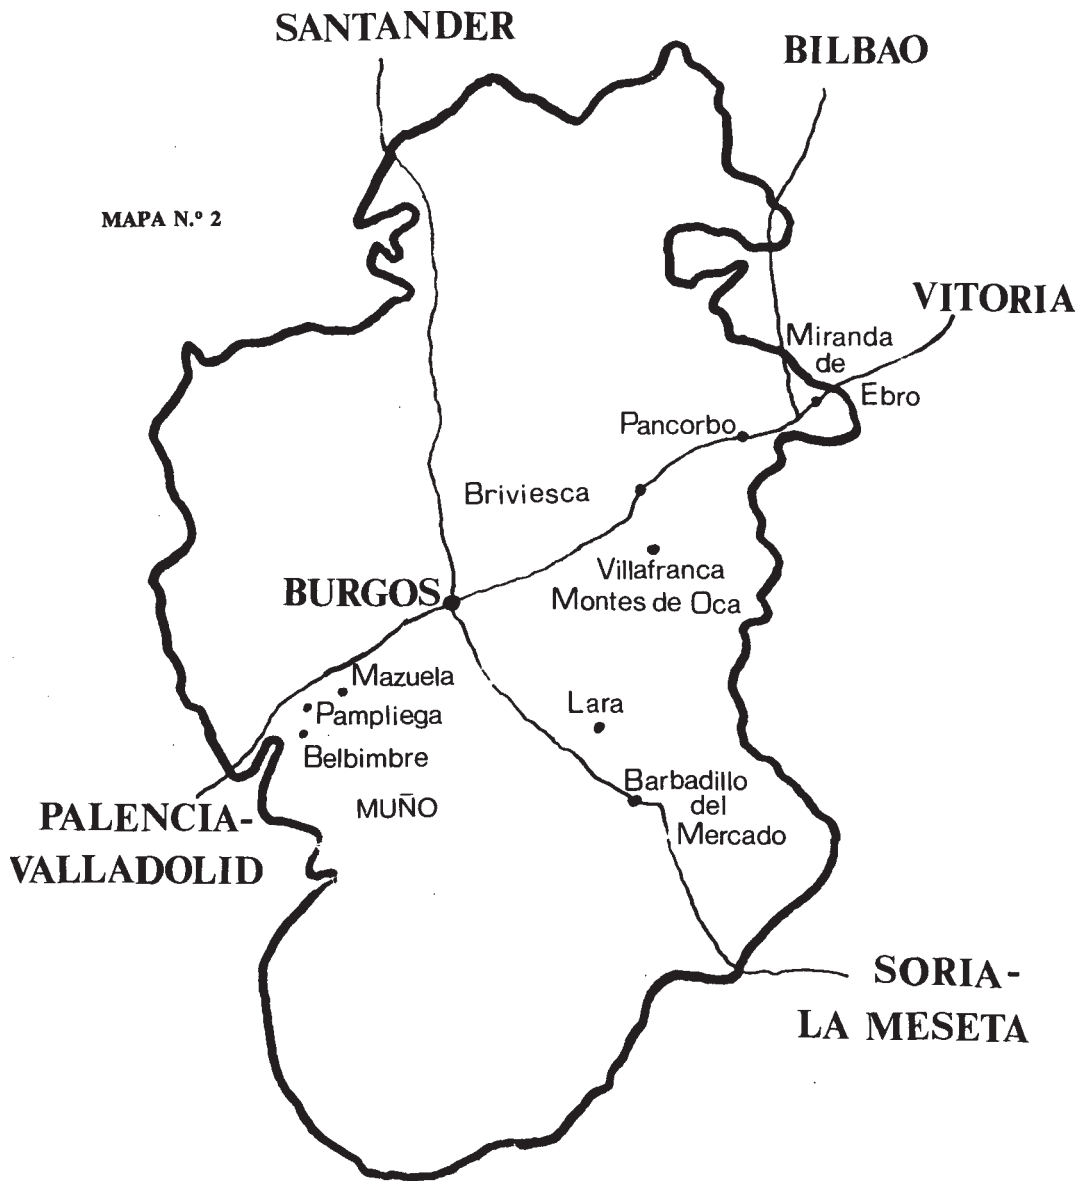 SANTANDER
BILBAO
MAPA N.º 2
VITORIA
Miranda
de
Ebro
Pancorbo
Briviesca
Villafranca
Montes de Oca
BURGOS
Mazuela
Pampliega
Belbimbre
Lara
MUÑO
Barbadillo
del
Mercado
PALENCIA-
VALLADOLID
SORIA-
LA MESETA